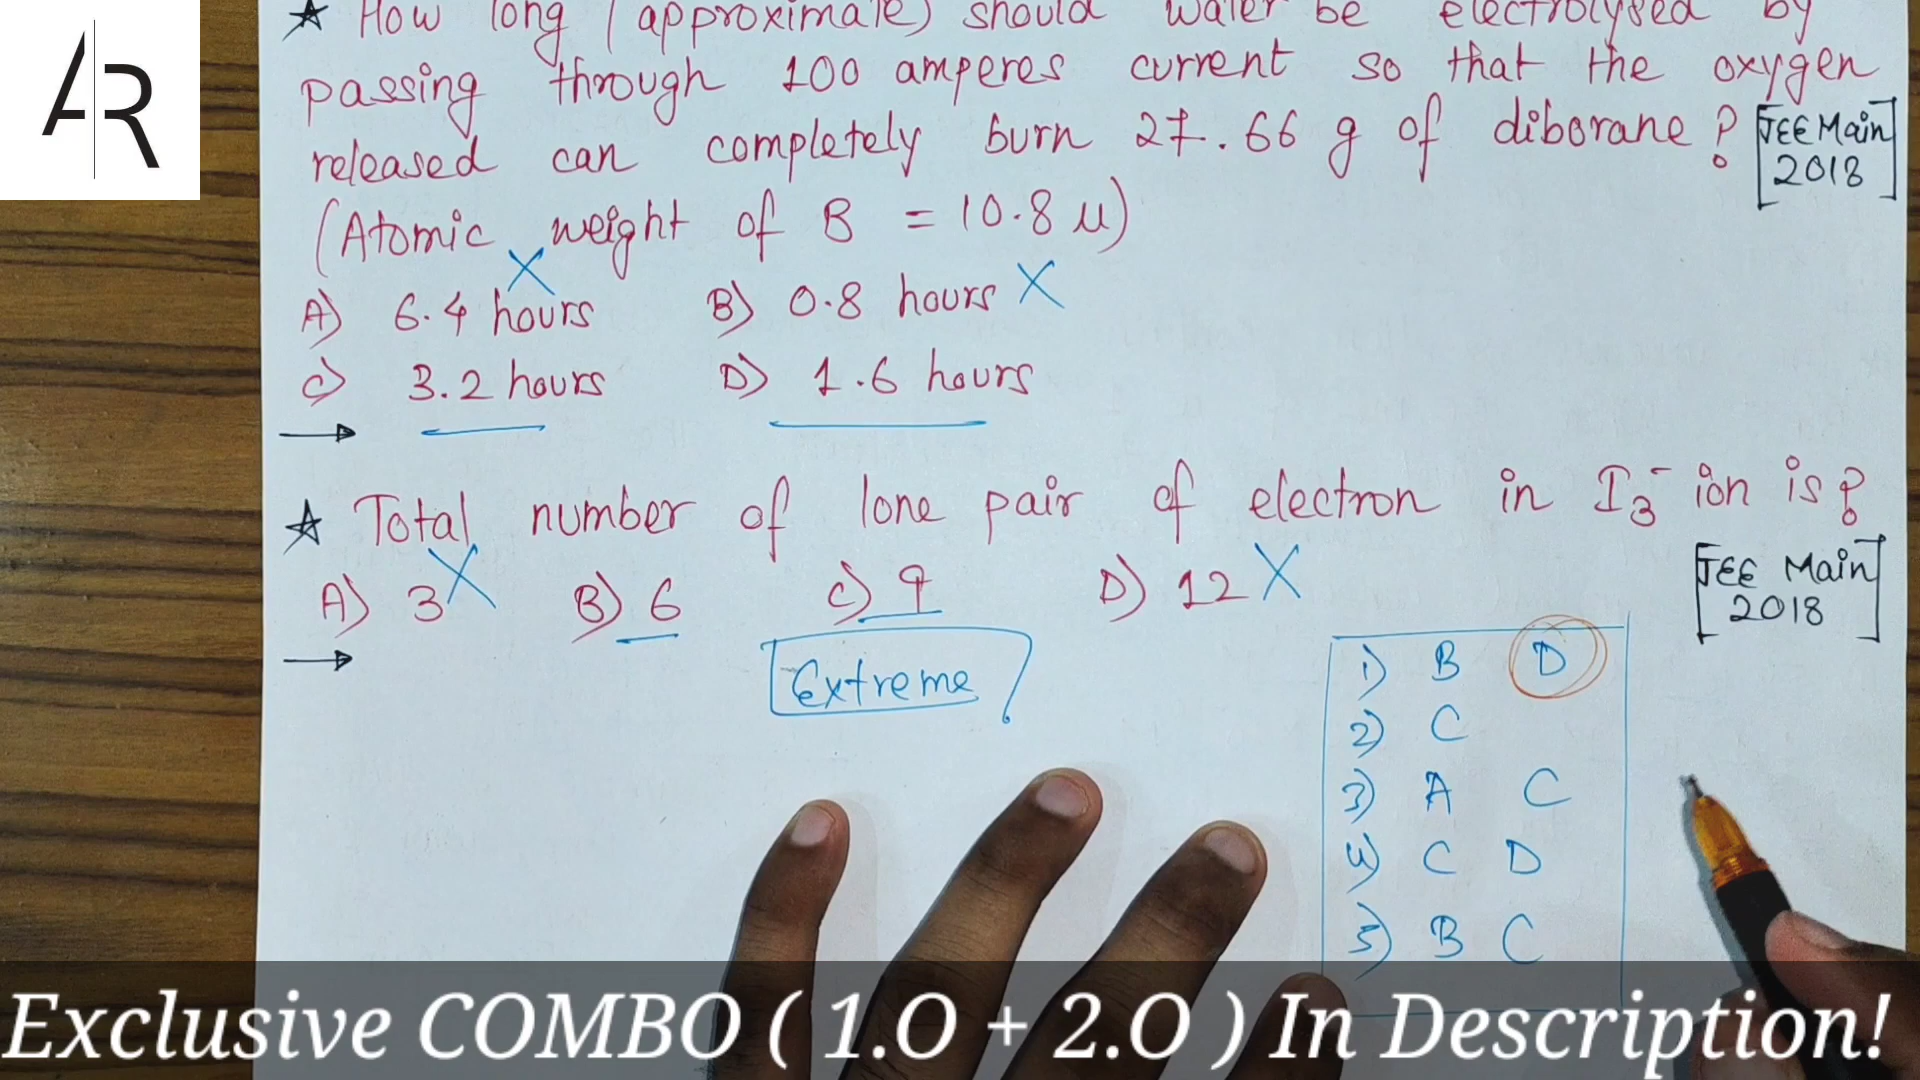 AR
★ How long (approximate) should water be electrolysed by
passing through 100 amperes current so that the oxygen
released can completely burn 27.66 g of diborane?
[JEE Main 2018]
(Atomic weight of B = 10.8 u)
A) 6.4 hours X B) 0.8 hours X
C) 3.2 hours D) 1.6 hours
→
★ Total number of lone pair of electron in I3⁻ ion is?
[JEE Main 2018]
A) 3 X B) 6 C) 9 D) 12 X
→
Extreme
1) B D
2) C
3) A C
4) C D
5) B C
Exclusive COMBO ( 1.O + 2.O ) In Description!